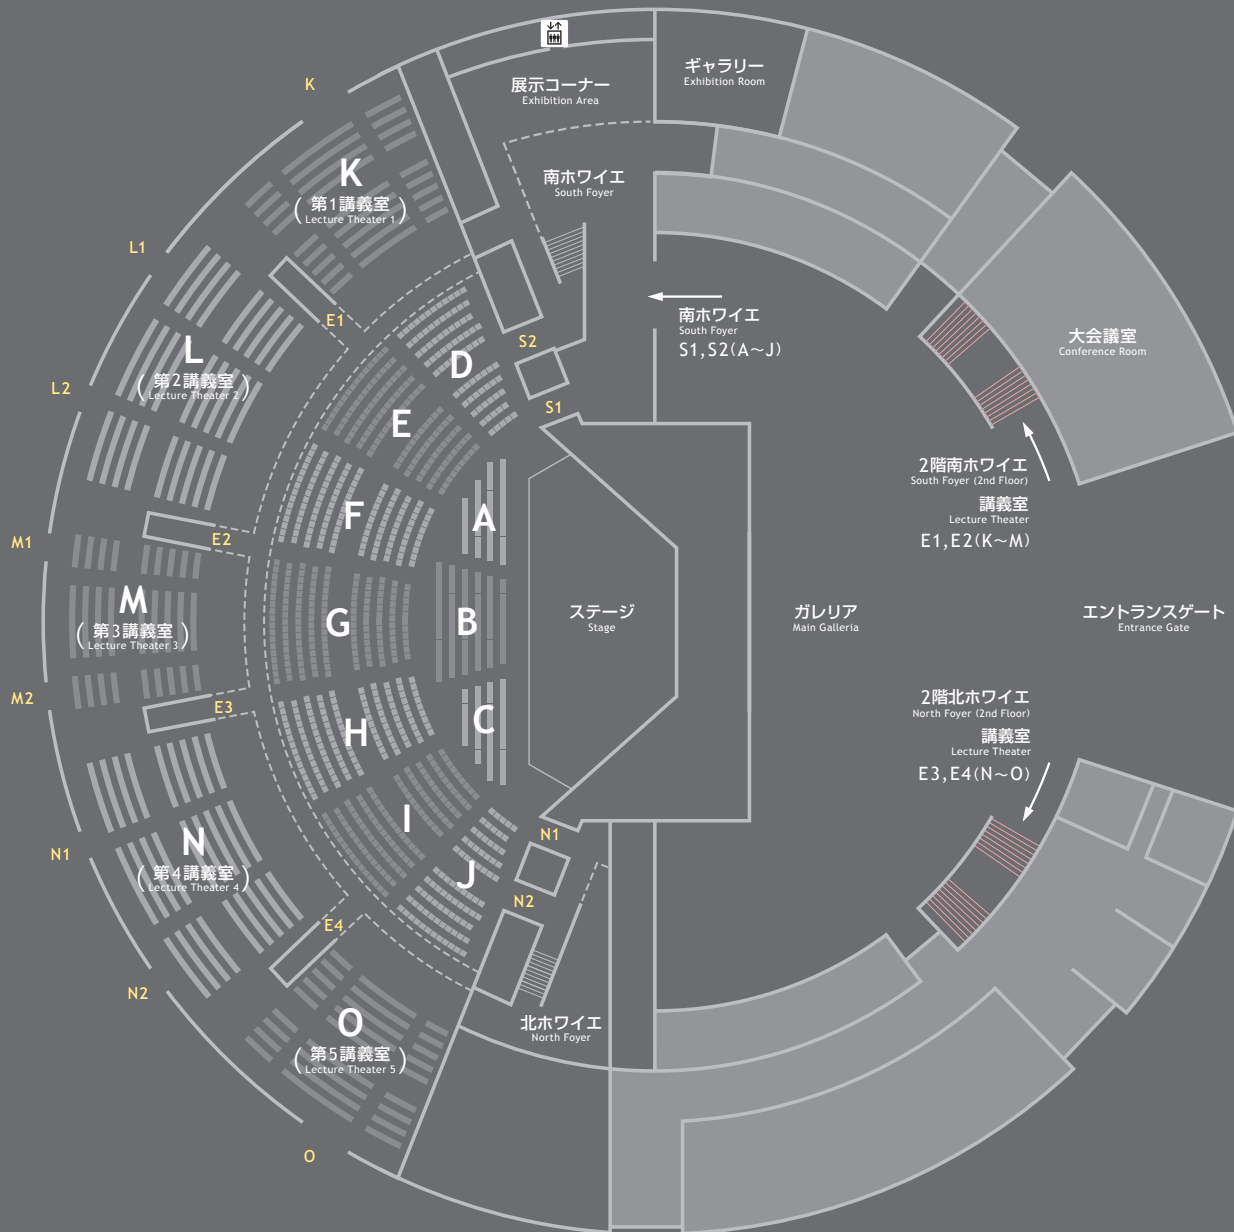 展示コーナー
Exhibition Area
ギャラリー
Exhibition Room
K
K
(第1講義室)
Lecture Theater 1
南ホワイエ
South Foyer
L1
E1
L
(第2講義室)
Lecture Theater 2
L2
D
S2
S1
南ホワイエ
South Foyer
S1,S2(A〜J)
大会議室
Conference Room
E
F
A
2階南ホワイエ
South Foyer (2nd Floor)
講義室
Lecture Theater
E1,E2(K〜M)
M1
E2
M
(第3講義室)
Lecture Theater 3
G
B
ステージ
Stage
ガレリア
Main Galleria
エントランスゲート
Entrance Gate
M2
E3
H
C
2階北ホワイエ
North Foyer (2nd Floor)
講義室
Lecture Theater
E3,E4(N〜O)
N1
N
(第4講義室)
Lecture Theater 4
N2
I
J
N1
N2
E4
O
(第5講義室)
Lecture Theater 5
北ホワイエ
North Foyer
O